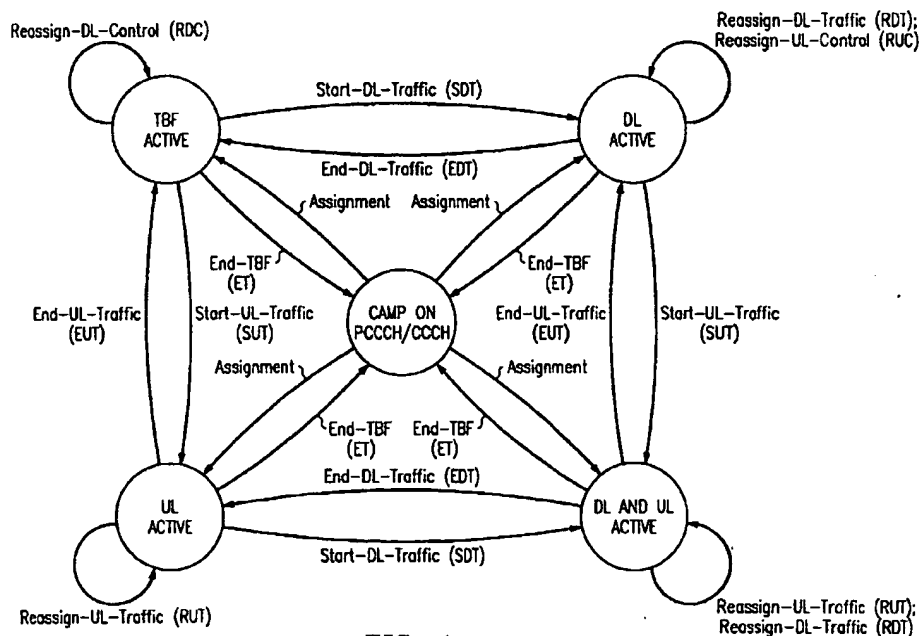 Reassign-DL-Control (RDC)
Reassign-DL-Traffic (RDT);
Reassign-UL-Control (RUC)
TBF
ACTIVE
Start-DL-Traffic (SDT)
DL
ACTIVE
End-DL-Traffic (EDT)
Assignment
Assignment
End-TBF
(ET)
End-TBF
(ET)
End-UL-Traffic
(EUT)
Start-UL-Traffic
(SUT)
CAMP ON
PCCCH/CCCH
End-UL-Traffic
(EUT)
Start-UL-Traffic
(SUT)
Assignment
Assignment
End-TBF
(ET)
End-TBF
(ET)
UL
ACTIVE
End-DL-Traffic (EDT)
DL AND UL
ACTIVE
Start-DL-Traffic (SDT)
Reassign-UL-Traffic (RUT)
Reassign-UL-Traffic (RUT);
Reassign-DL-Traffic (RDT)